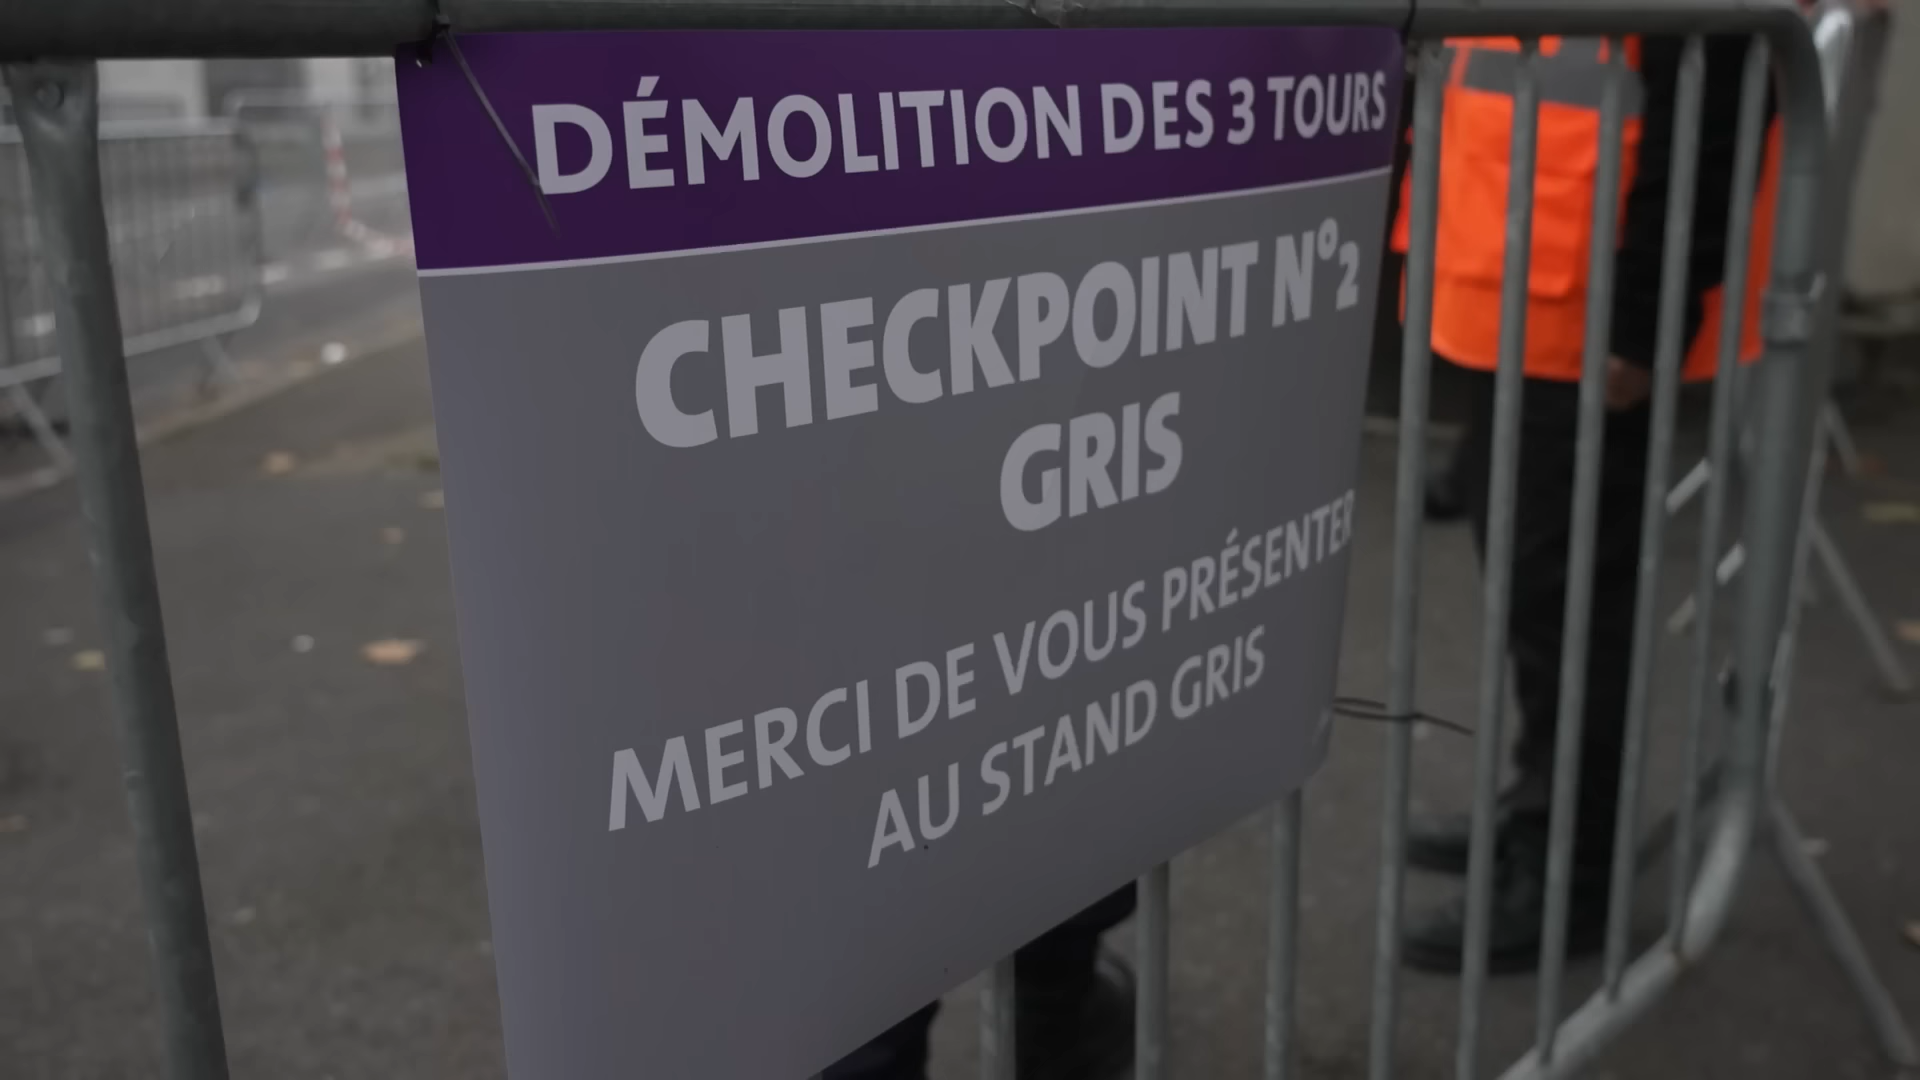 DÉMOLITION DES 3 TOURS
CHECKPOINT N°2
GRIS
MERCI DE VOUS PRÉSENTER
AU STAND GRIS